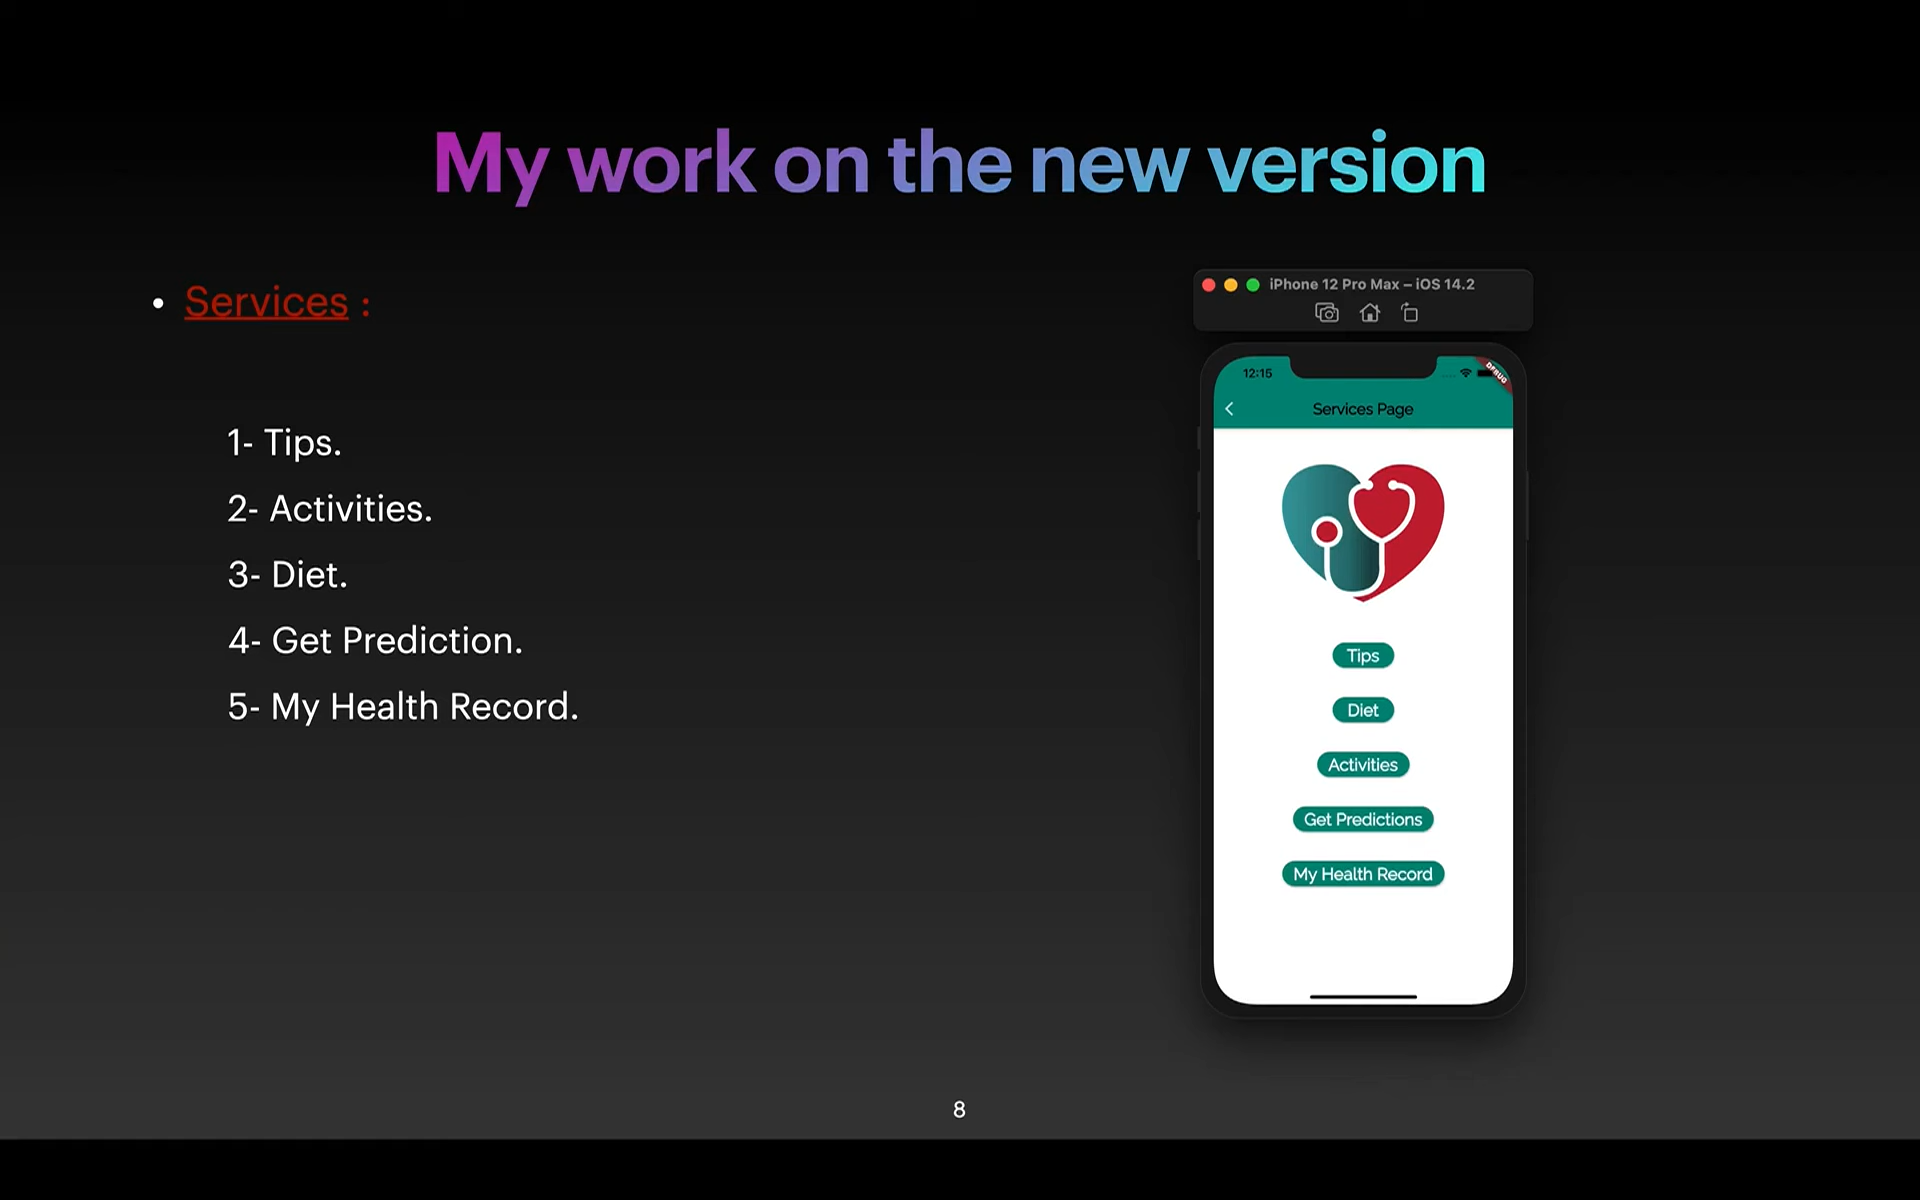 My work on the new version
• Services :
1- Tips.
2- Activities.
3- Diet.
4- Get Prediction.
5- My Health Record.
iPhone 12 Pro Max – iOS 14.2
12:15
DEBUG
Services Page
Tips
Diet
Activities
Get Predictions
My Health Record
8